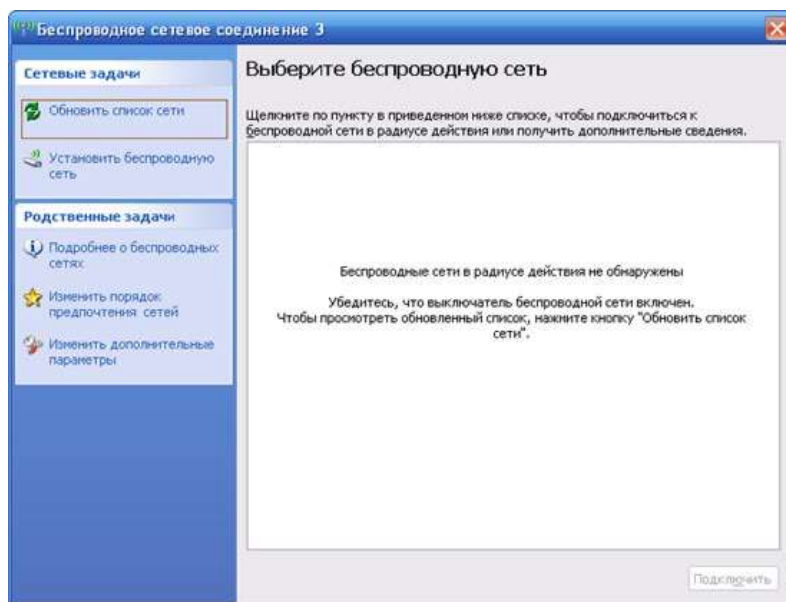 Беспроводное сетевое соединение 3
Сетевые задачи
Обновить список сети
Установить беспроводную
сеть
Родственные задачи
Подробнее о беспроводных
сетях
Изменить порядок
предпочтения сетей
Изменить дополнительные
параметры
Выберите беспроводную сеть
Щелкните по пункту в приведенном ниже списке, чтобы подключиться к
беспроводной сети в радиусе действия или получить дополнительные сведения.
Беспроводные сети в радиусе действия не обнаружены
Убедитесь, что выключатель беспроводной сети включен.
Чтобы просмотреть обновленный список, нажмите кнопку "Обновить список
сети".
Подключить